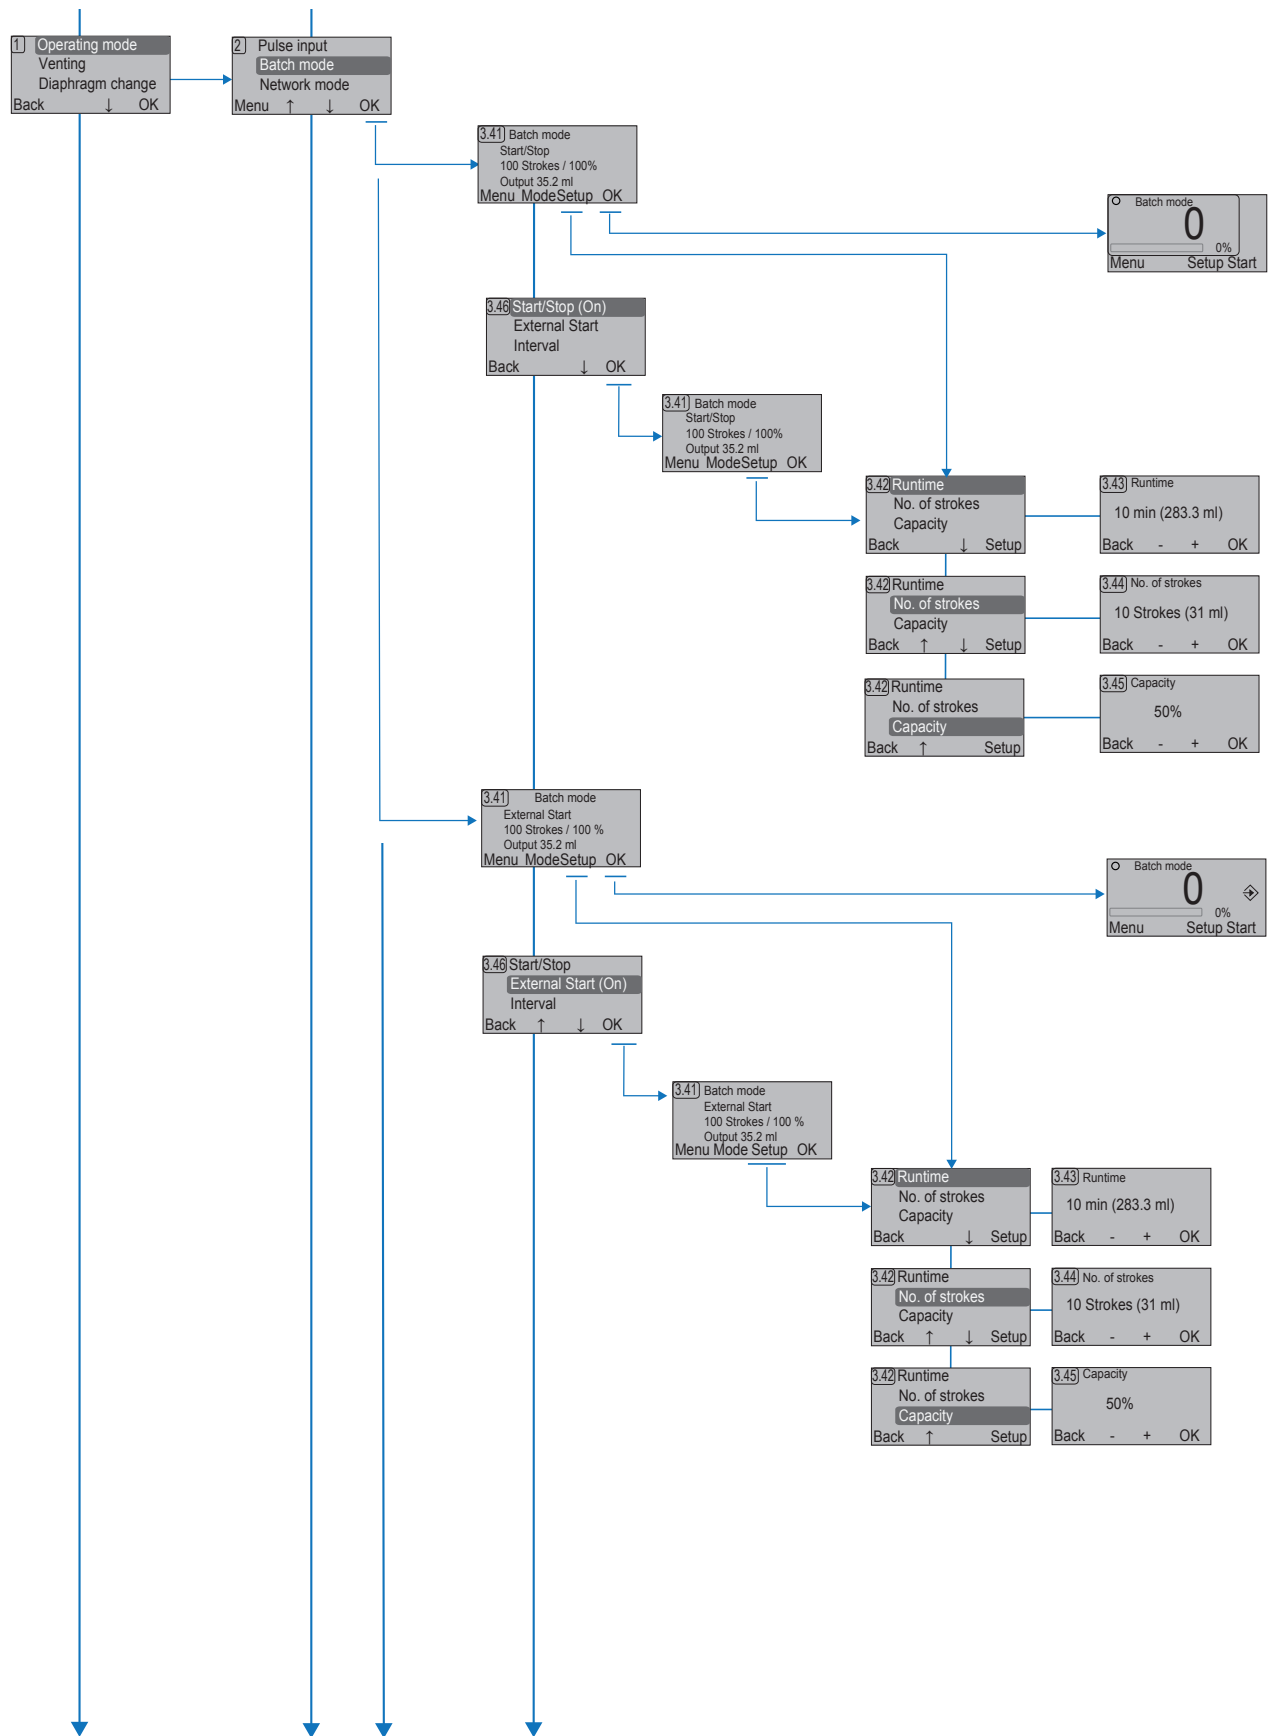 1 Operating mode
Venting
Diaphragm change
Back ↓ OK
2 Pulse input
Batch mode
Network mode
Menu ↑ ↓ OK
3.41 Batch mode
Start/Stop
100 Strokes / 100%
Output 35.2 ml
Menu ModeSetup OK
Batch mode
0
0%
Menu Setup Start
3.46 Start/Stop (On)
External Start
Interval
Back ↓ OK
3.41 Batch mode
Start/Stop
100 Strokes / 100%
Output 35.2 ml
Menu ModeSetup OK
3.42 Runtime
No. of strokes
Capacity
Back ↓ Setup
3.43 Runtime
10 min (283.3 ml)
Back - + OK
3.42 Runtime
No. of strokes
Capacity
Back ↑ ↓ Setup
3.44 No. of strokes
10 Strokes (31 ml)
Back - + OK
3.42 Runtime
No. of strokes
Capacity
Back ↑ Setup
3.45 Capacity
50%
Back - + OK
3.41 Batch mode
External Start
100 Strokes / 100 %
Output 35.2 ml
Menu ModeSetup OK
Batch mode
0
0%
Menu Setup Start
3.46 Start/Stop
External Start (On)
Interval
Back ↑ ↓ OK
3.41 Batch mode
External Start
100 Strokes / 100 %
Output 35.2 ml
Menu Mode Setup OK
3.42 Runtime
No. of strokes
Capacity
Back ↓ Setup
3.43 Runtime
10 min (283.3 ml)
Back - + OK
3.42 Runtime
No. of strokes
Capacity
Back ↑ ↓ Setup
3.44 No. of strokes
10 Strokes (31 ml)
Back - + OK
3.42 Runtime
No. of strokes
Capacity
Back ↑ Setup
3.45 Capacity
50%
Back - + OK